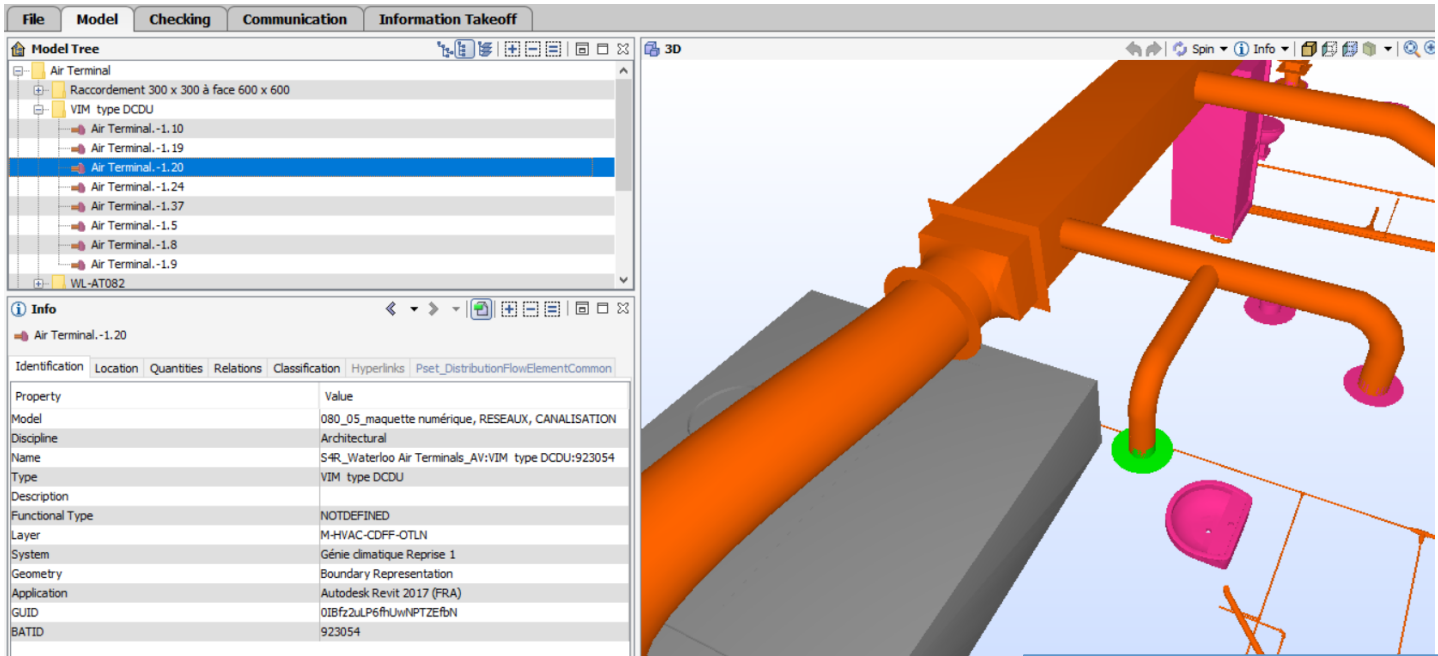 File Model Checking Communication Information Takeoff
Model Tree
Air Terminal
Raccordement 300 x 300 à face 600 x 600
VIM type DCDU
Air Terminal.-1.10
Air Terminal.-1.19
Air Terminal.-1.20
Air Terminal.-1.24
Air Terminal.-1.37
Air Terminal.-1.5
Air Terminal.-1.8
Air Terminal.-1.9
WL-AT082
Info
Air Terminal.-1.20
Identification Location Quantities Relations Classification Hyperlinks Pset_DistributionFlowElementCommon
Property Value
Model 080_05_maquette numérique, RESEAUX, CANALISATION
Discipline Architectural
Name S4R_Waterloo Air Terminals_AV:VIM type DCDU:923054
Type VIM type DCDU
Description
Functional Type NOTDEFINED
Layer M-HVAC-CDFF-OTLN
System Génie climatique Reprise 1
Geometry Boundary Representation
Application Autodesk Revit 2017 (FRA)
GUID 0IBfz2uLP6fhUwNPTZEfbN
BATID 923054
3D Spin Info